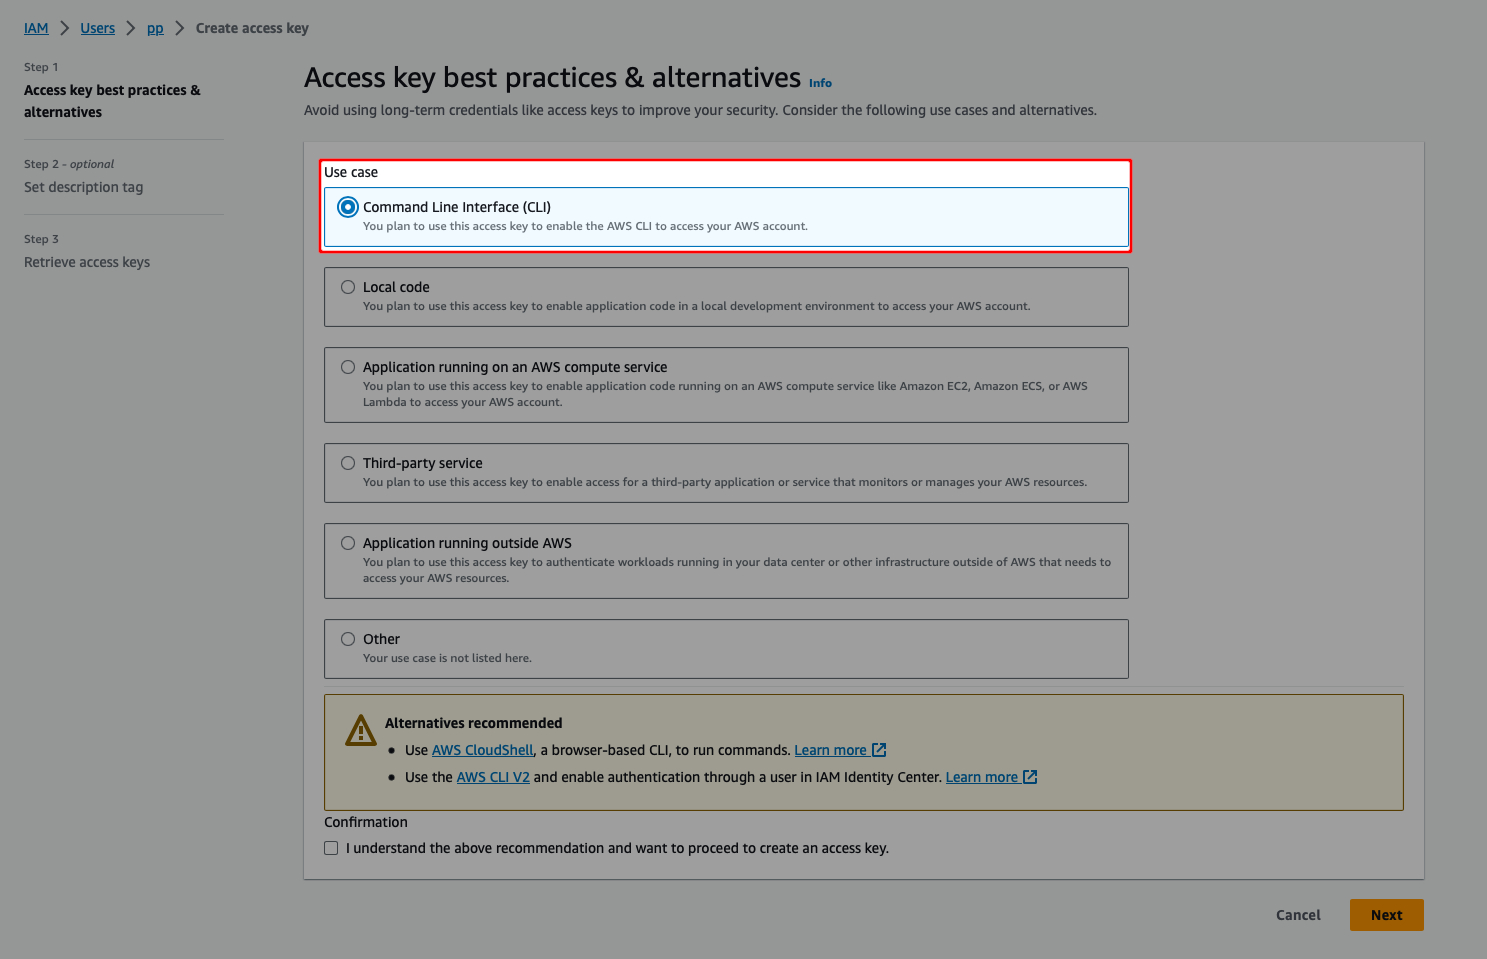 IAM > Users > pp > Create access key
Step 1
Access key best practices &
alternatives
Step 2 - optional
Set description tag
Step 3
Retrieve access keys
Access key best practices & alternatives Info
Avoid using long-term credentials like access keys to improve your security. Consider the following use cases and alternatives.
Use case
Command Line Interface (CLI)
You plan to use this access key to enable the AWS CLI to access your AWS account.
Local code
You plan to use this access key to enable application code in a local development environment to access your AWS account.
Application running on an AWS compute service
You plan to use this access key to enable application code running on an AWS compute service like Amazon EC2, Amazon ECS, or AWS
Lambda to access your AWS account.
Third-party service
You plan to use this access key to enable access for a third-party application or service that monitors or manages your AWS resources.
Application running outside AWS
You plan to use this access key to authenticate workloads running in your data center or other infrastructure outside of AWS that needs to
access your AWS resources.
Other
Your use case is not listed here.
Alternatives recommended
• Use AWS CloudShell, a browser-based CLI, to run commands. Learn more
• Use the AWS CLI V2 and enable authentication through a user in IAM Identity Center. Learn more
Confirmation
I understand the above recommendation and want to proceed to create an access key.
Cancel Next